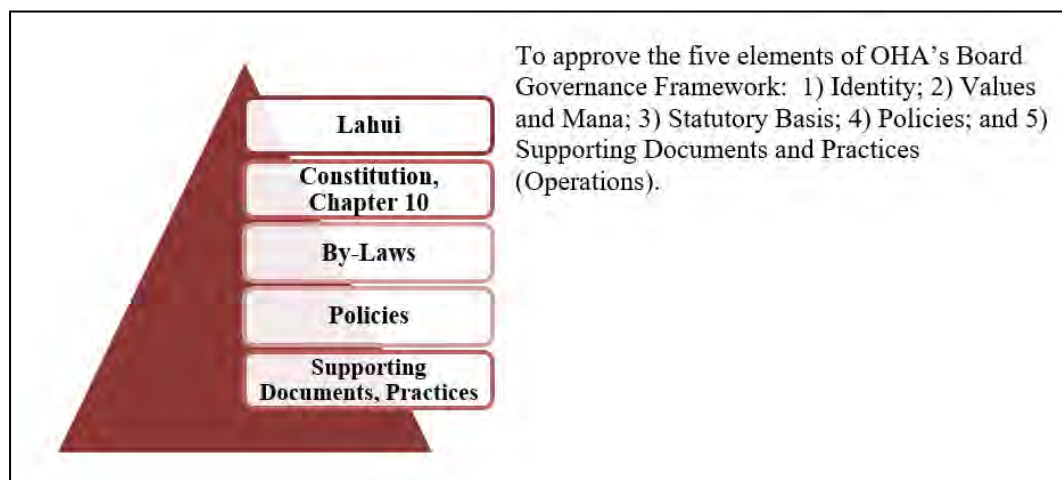 Lahui
Constitution,
Chapter 10
By-Laws
Policies
Supporting
Documents, Practices
To approve the five elements of OHA’s Board
Governance Framework:  1) Identity; 2) Values
and Mana; 3) Statutory Basis; 4) Policies; and 5)
Supporting Documents and Practices
(Operations).